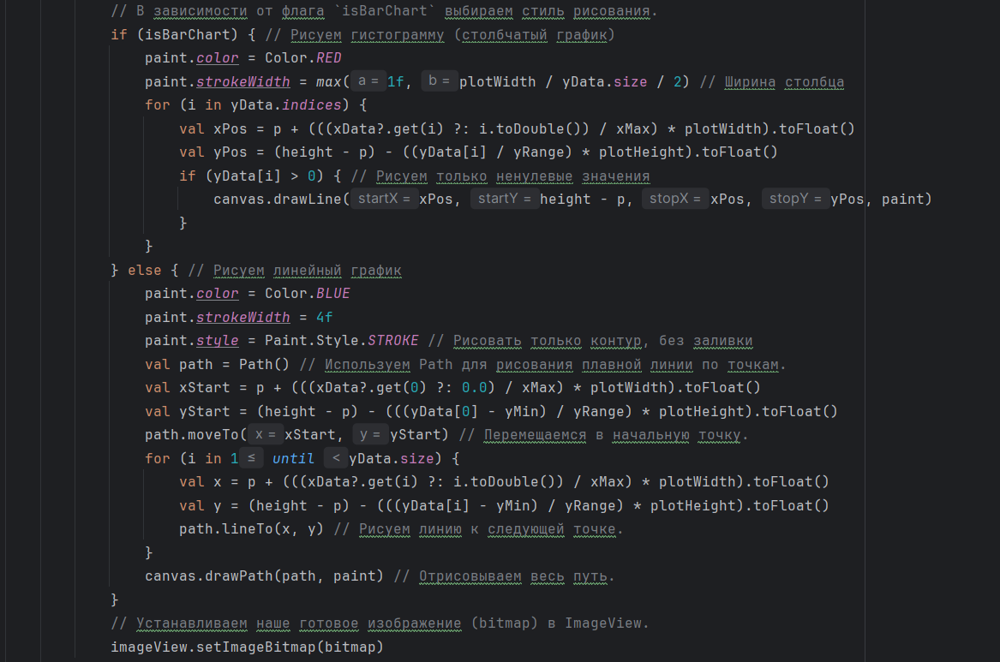 // В зависимости от флага `isBarChart` выбираем стиль рисования.
if (isBarChart) { // Рисуем гистограмму (столбчатый график)
paint.color = Color.RED
paint.strokeWidth = max( a = 1f, b = plotWidth / yData.size / 2) // Ширина столбца
for (i in yData.indices) {
val xPos = p + (((xData?.get(i) ?: i.toDouble()) / xMax) * plotWidth).toFloat()
val yPos = (height - p) - ((yData[i] / yRange) * plotHeight).toFloat()
if (yData[i] > 0) { // Рисуем только ненулевые значения
canvas.drawLine( startX = xPos, startY = height - p, stopX = xPos, stopY = yPos, paint)
}
}
} else { // Рисуем линейный график
paint.color = Color.BLUE
paint.strokeWidth = 4f
paint.style = Paint.Style.STROKE // Рисовать только контур, без заливки
val path = Path() // Используем Path для рисования плавной линии по точкам.
val xStart = p + (((xData?.get(0) ?: 0.0) / xMax) * plotWidth).toFloat()
val yStart = (height - p) - (((yData[0] - yMin) / yRange) * plotHeight).toFloat()
path.moveTo( x = xStart, y = yStart) // Перемещаемся в начальную точку.
for (i in 1 ≤ until < yData.size) {
val x = p + (((xData?.get(i) ?: i.toDouble()) / xMax) * plotWidth).toFloat()
val y = (height - p) - (((yData[i] - yMin) / yRange) * plotHeight).toFloat()
path.lineTo(x, y) // Рисуем линию к следующей точке.
}
canvas.drawPath(path, paint) // Отрисовываем весь путь.
}
// Устанавливаем наше готовое изображение (bitmap) в ImageView.
imageView.setImageBitmap(bitmap)